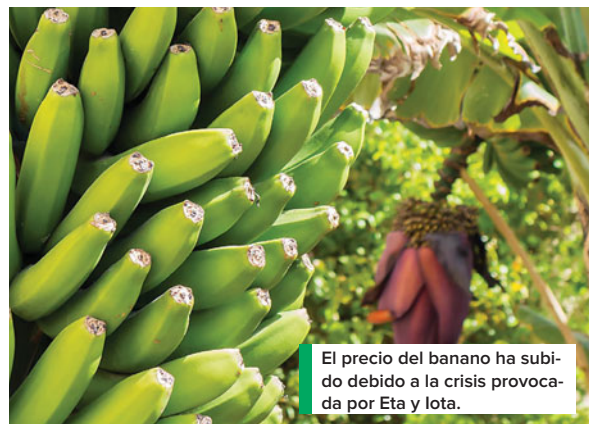 El precio del banano ha subi-
do debido a la crisis provoca-
da por Eta y Iota.